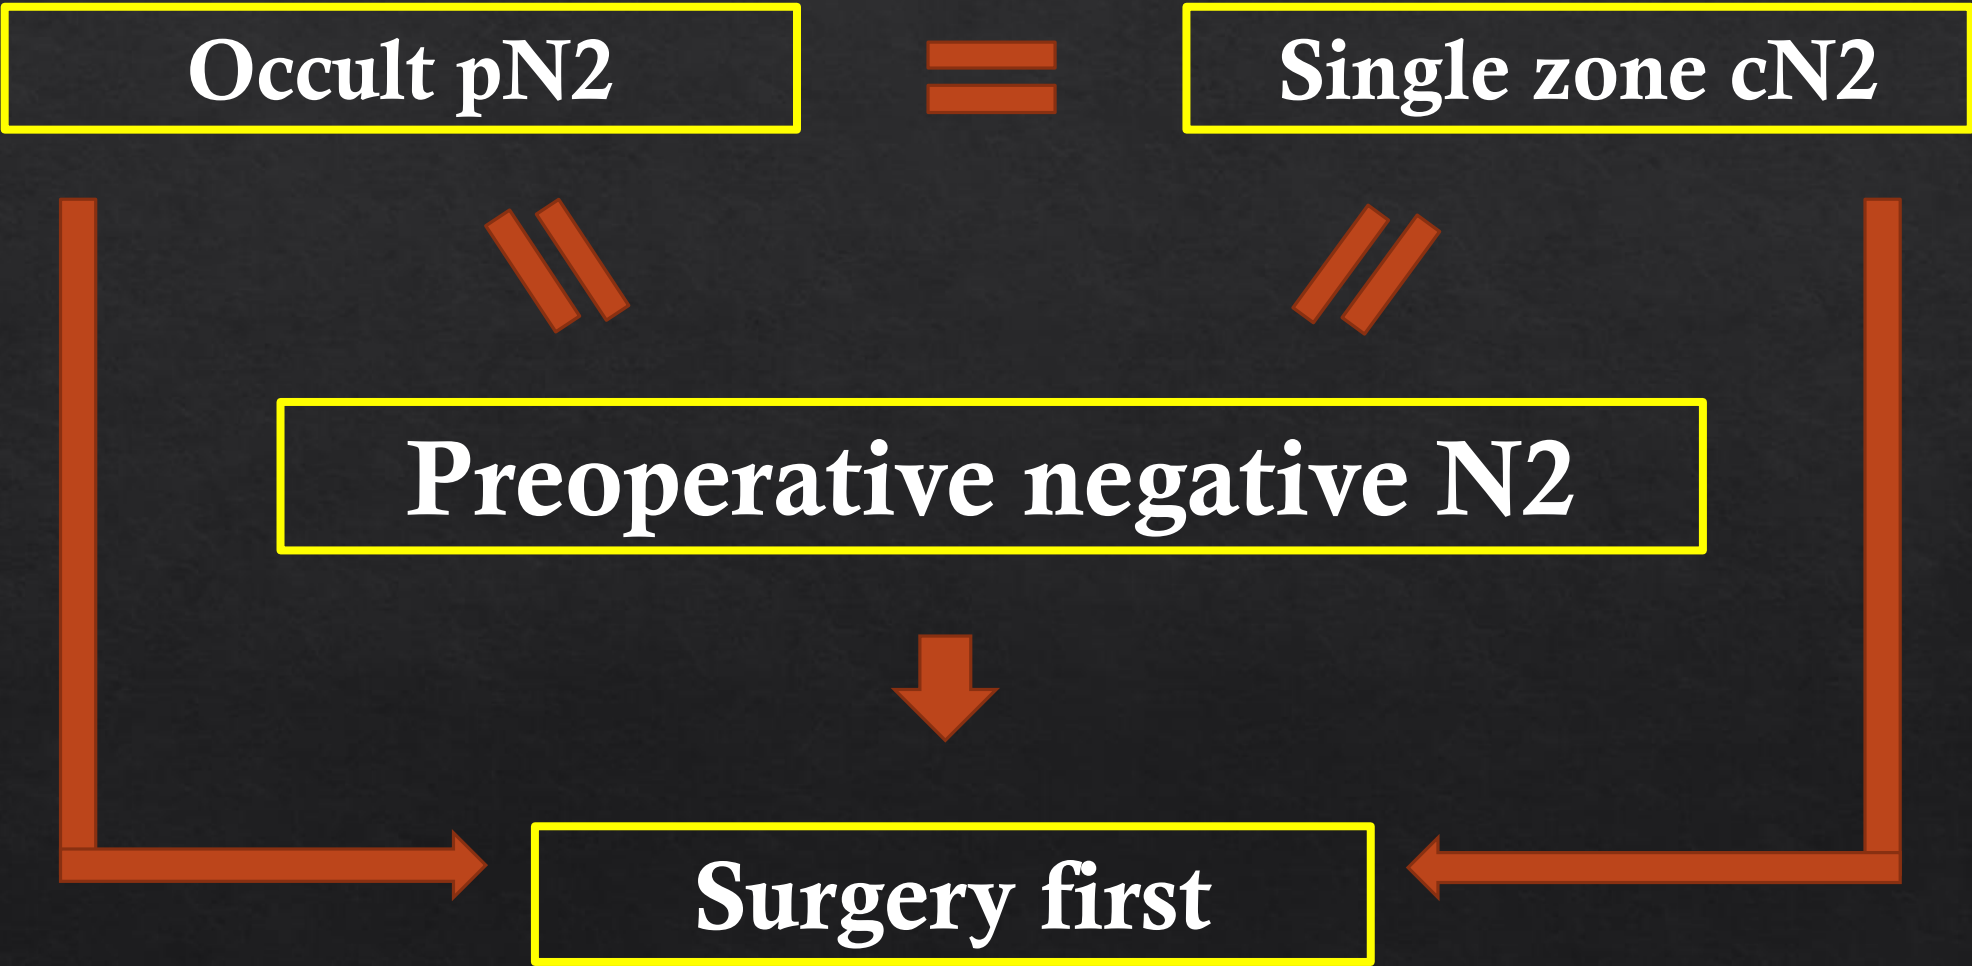 Occult pN2
Single zone cN2
Preoperative negative N2
Surgery first